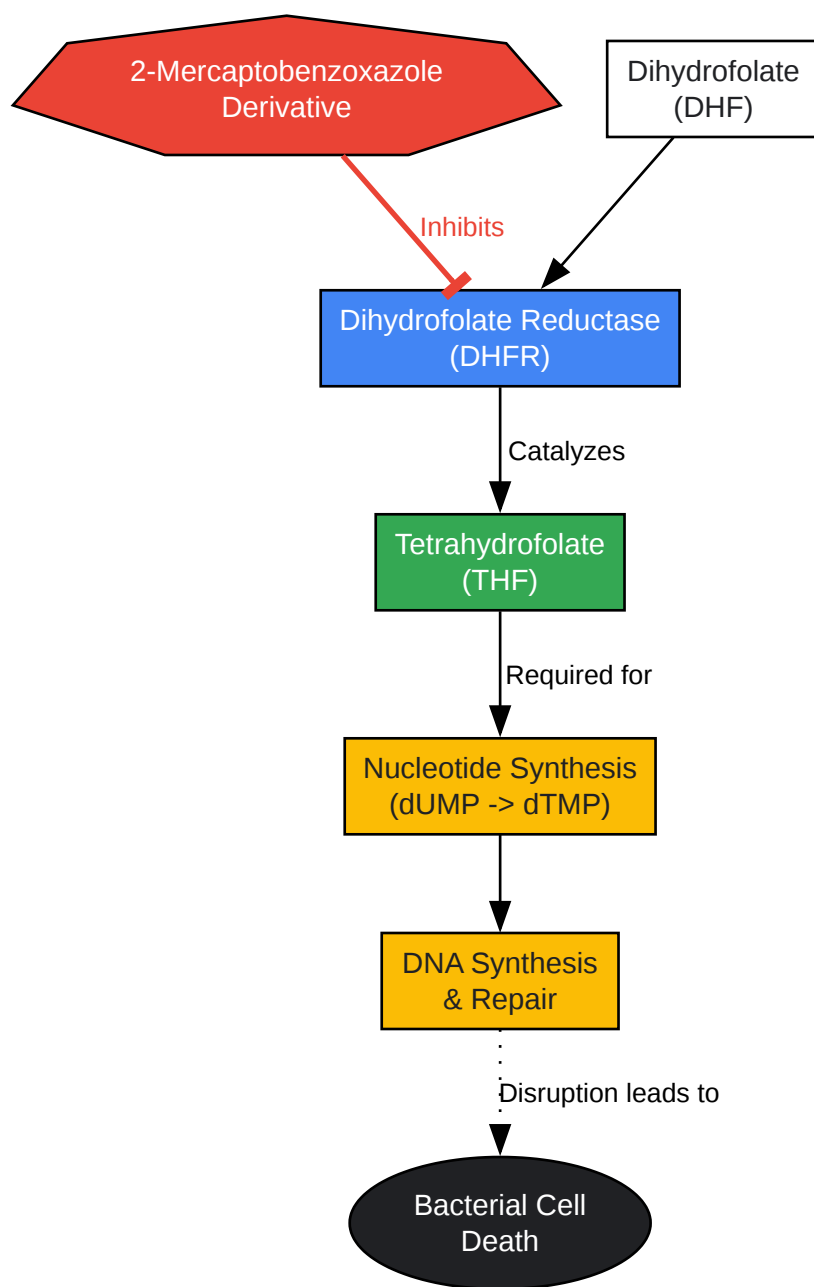 2-Mercaptobenzoxazole
Derivative
Dihydrofolate
(DHF)
Inhibits
Dihydrofolate Reductase
(DHFR)
Catalyzes
Tetrahydrofolate
(THF)
Required for
Nucleotide Synthesis
(dUMP -> dTMP)
DNA Synthesis
& Repair
Disruption leads to
Bacterial Cell
Death